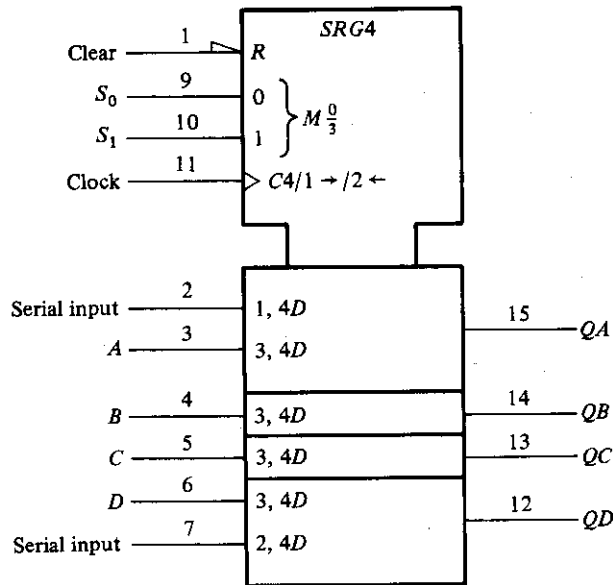 SRG4
Clear 1 R
S0 9 0
M 0/3
S1 10 1
Clock 11 C4/1 → /2 ←
Serial input 2 1, 4D
15 QA
A 3 3, 4D
B 4 3, 4D 14 QB
C 5 3, 4D 13 QC
D 6 3, 4D
12 QD
Serial input 7 2, 4D